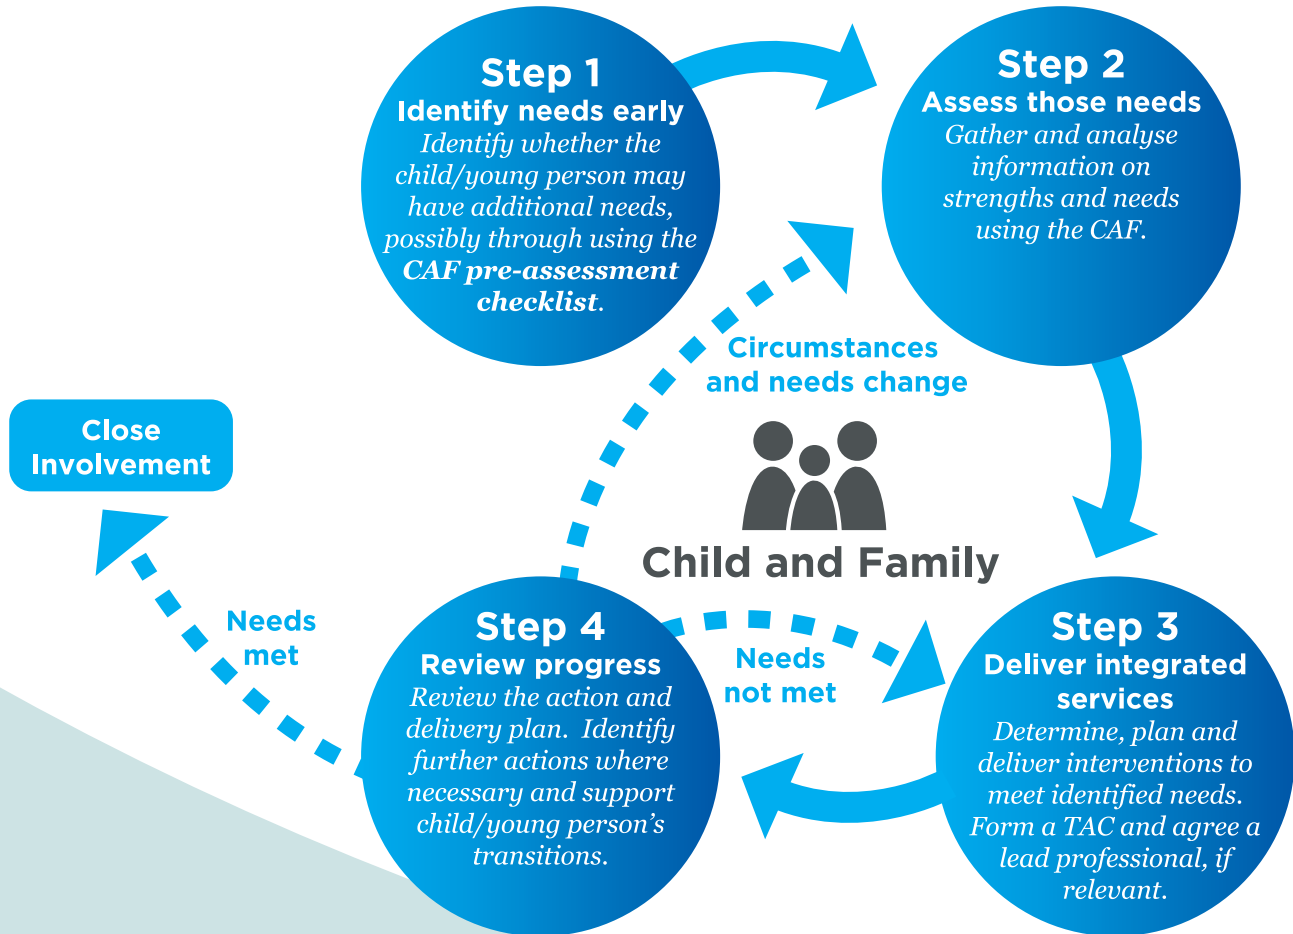 Step 1
Identify needs early
Identify whether the
child/young person may
have additional needs,
possibly through using the
CAF pre-assessment
checklist.
Step 2
Assess those needs
Gather and analyse
information on
strengths and needs
using the CAF.
Circumstances
and needs change
Close
Involvement
Child and Family
Needs
met
Step 4
Review progress
Review the action and
delivery plan.  Identify
further actions where
necessary and support
child/young person’s
transitions.
Needs
not met
Step 3
Deliver integrated
services
Determine, plan and
deliver interventions to
meet identified needs.
Form a TAC and agree a
lead professional, if
relevant.